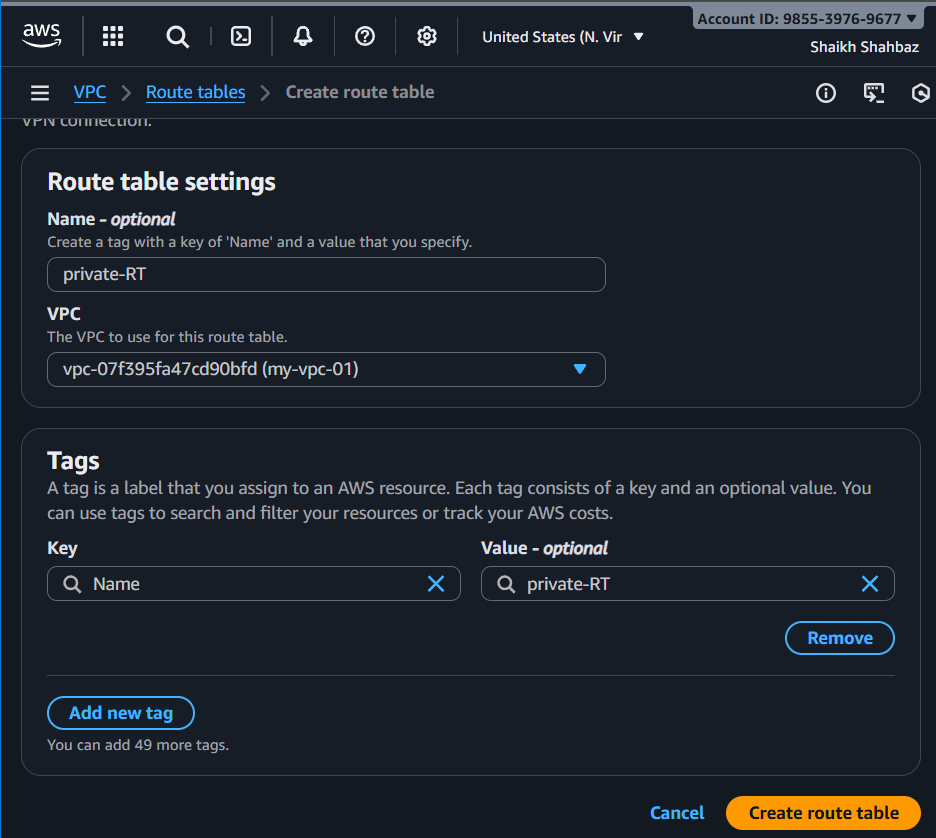 aws
United States (N. Vir
Account ID: 9855-3976-9677
Shaikh Shahbaz
VPC
Route tables
Create route table
VPN connection.
Route table settings
Name - optional
Create a tag with a key of 'Name' and a value that you specify.
private-RT
VPC
The VPC to use for this route table.
vpc-07f395fa47cd90bfd (my-vpc-01)
Tags
A tag is a label that you assign to an AWS resource. Each tag consists of a key and an optional value. You
can use tags to search and filter your resources or track your AWS costs.
Key
Value - optional
Name
private-RT
Remove
Add new tag
You can add 49 more tags.
Cancel
Create route table